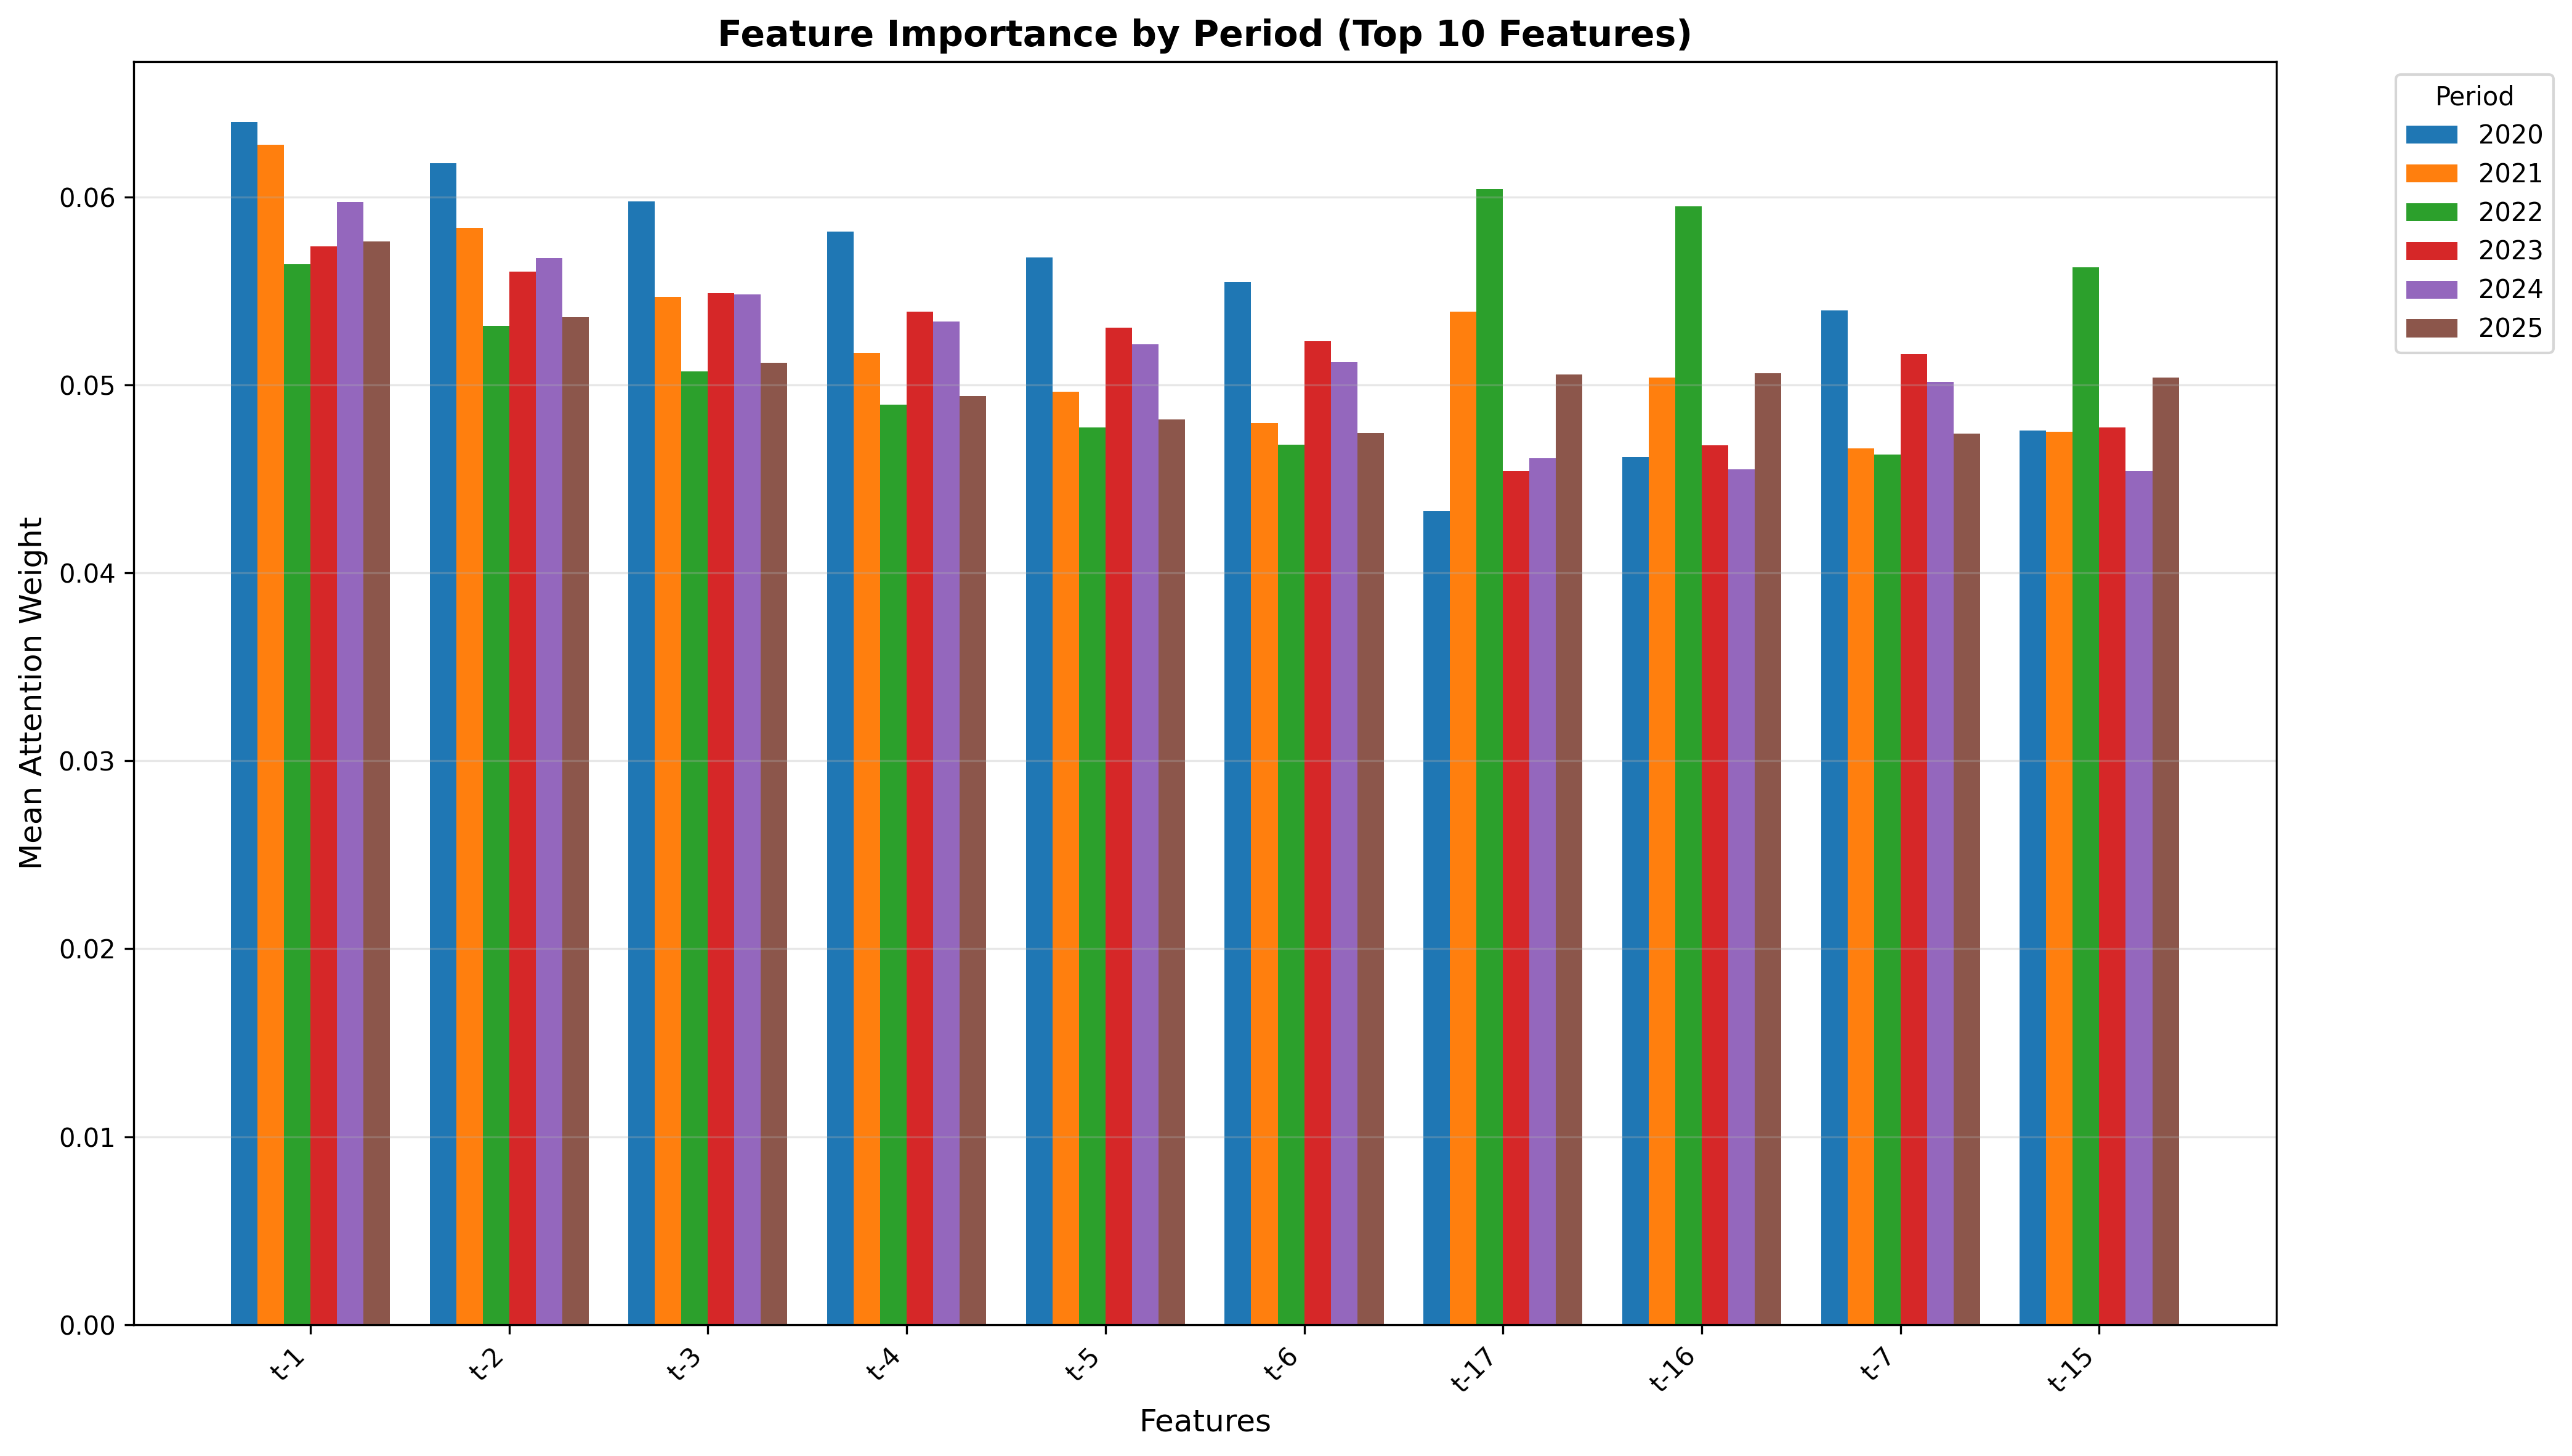 Feature Importance by Period (Top 10 Features)
Period
2020
2021
2022
2023
2024
2025
Mean Attention Weight
0.06
0.05
0.04
0.03
0.02
0.01
0.00
t-1
t-2
t-3
t-4
t-5
t-6
t-17
t-16
t-7
t-15
Features